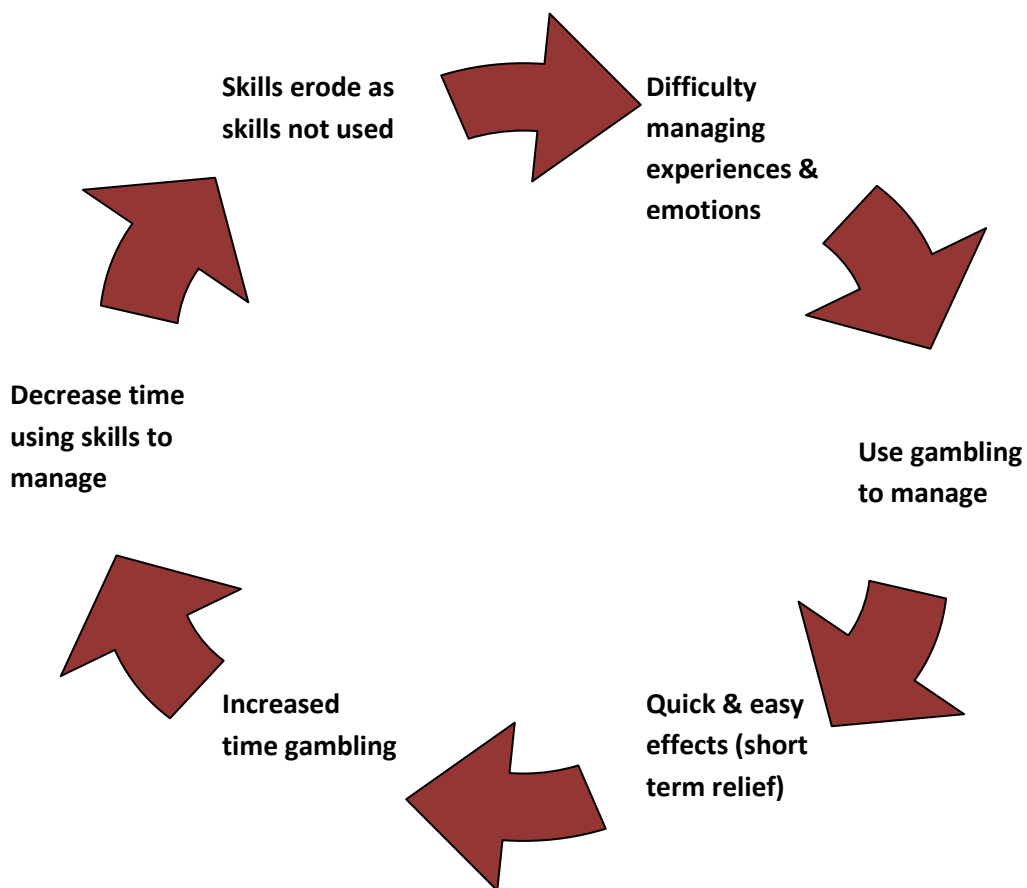 Skills erode as
skills not used
Difficulty
managing
experiences &
emotions
Use gambling
to manage
Quick & easy
effects (short
term relief)
Increased
time gambling
Decrease time
using skills to
manage